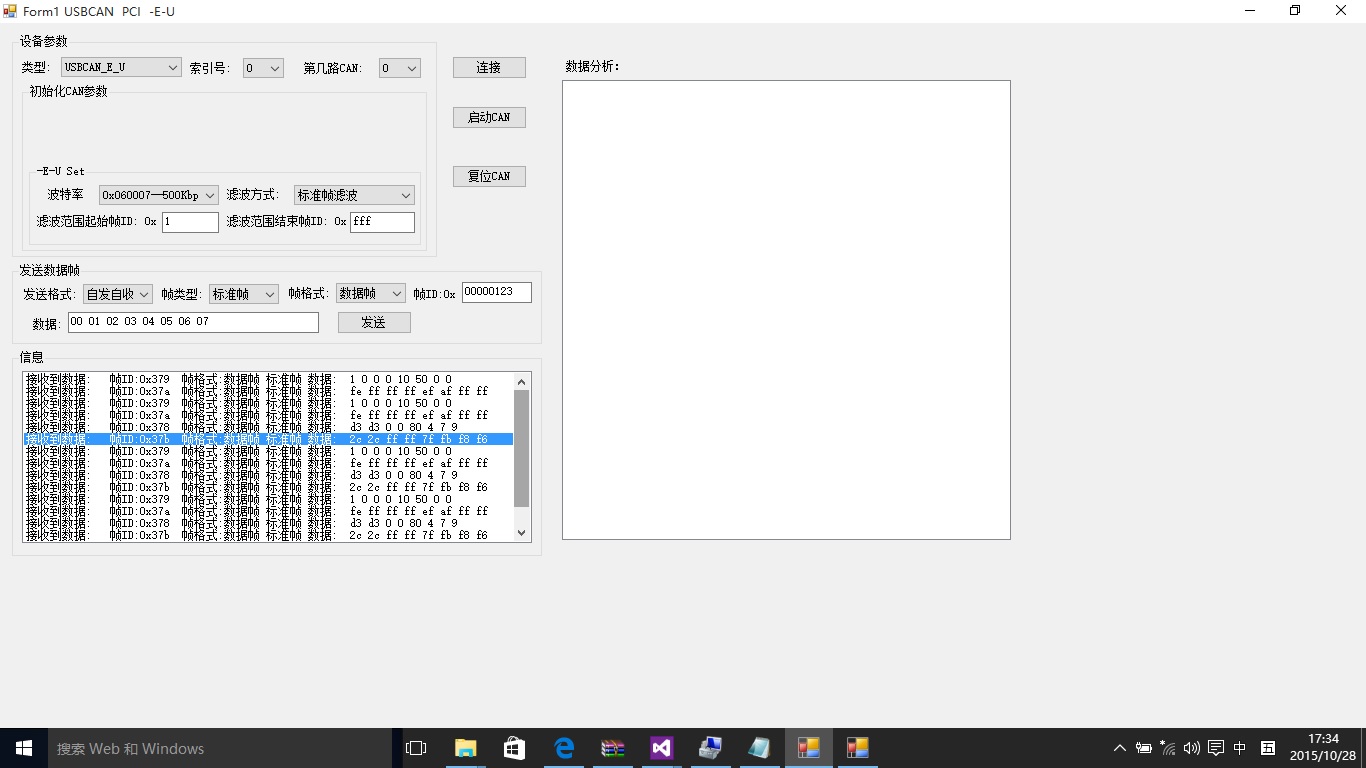 Form1 USBCAN PCI -E-U
设备参数
类型: USBCAN_E_U 索引号: 0 第几路CAN: 0
连接
数据分析:
初始化CAN参数
启动CAN
-E-U Set
复位CAN
波特率 0x060007--500Kbp 滤波方式: 标准帧滤波
滤波范围起始帧ID: 0x 1 滤波范围结束帧ID: 0x fff
发送数据帧
发送格式: 自发自收 帧类型: 标准帧 帧格式: 数据帧 帧ID:0x 00000123
数据: 00 01 02 03 04 05 06 07 发送
信息
接收到数据: 帧ID:0x379 帧格式:数据帧 标准帧 数据: 1 0 0 0 10 50 0 0
接收到数据: 帧ID:0x37a 帧格式:数据帧 标准帧 数据: fe ff ff ff ef af ff ff
接收到数据: 帧ID:0x379 帧格式:数据帧 标准帧 数据: 1 0 0 0 10 50 0 0
接收到数据: 帧ID:0x37a 帧格式:数据帧 标准帧 数据: fe ff ff ff ef af ff ff
接收到数据: 帧ID:0x378 帧格式:数据帧 标准帧 数据: d3 d3 0 0 80 4 7 9
接收到数据: 帧ID:0x37b 帧格式:数据帧 标准帧 数据: 2c 2c ff ff 7f fb f8 f6
接收到数据: 帧ID:0x379 帧格式:数据帧 标准帧 数据: 1 0 0 0 10 50 0 0
接收到数据: 帧ID:0x37a 帧格式:数据帧 标准帧 数据: fe ff ff ff ef af ff ff
接收到数据: 帧ID:0x378 帧格式:数据帧 标准帧 数据: d3 d3 0 0 80 4 7 9
接收到数据: 帧ID:0x37b 帧格式:数据帧 标准帧 数据: 2c 2c ff ff 7f fb f8 f6
接收到数据: 帧ID:0x379 帧格式:数据帧 标准帧 数据: 1 0 0 0 10 50 0 0
接收到数据: 帧ID:0x37a 帧格式:数据帧 标准帧 数据: fe ff ff ff ef af ff ff
接收到数据: 帧ID:0x378 帧格式:数据帧 标准帧 数据: d3 d3 0 0 80 4 7 9
接收到数据: 帧ID:0x37b 帧格式:数据帧 标准帧 数据: 2c 2c ff ff 7f fb f8 f6
搜索 Web 和 Windows
中 五
17:34
2015/10/28